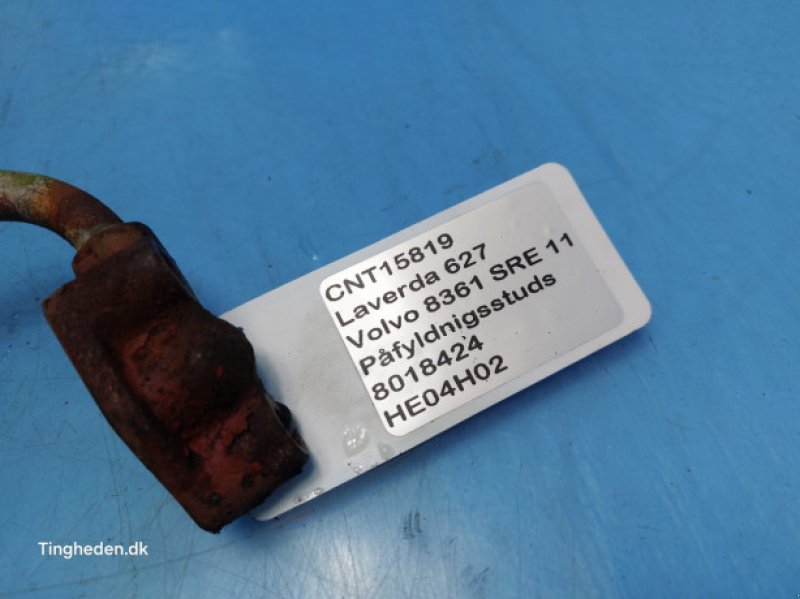 CNT15819
Laverda 627
Volvo 8361 SRE 11
Påfyldnigsstuds
8018424
HE04H02
Tingheden.dk